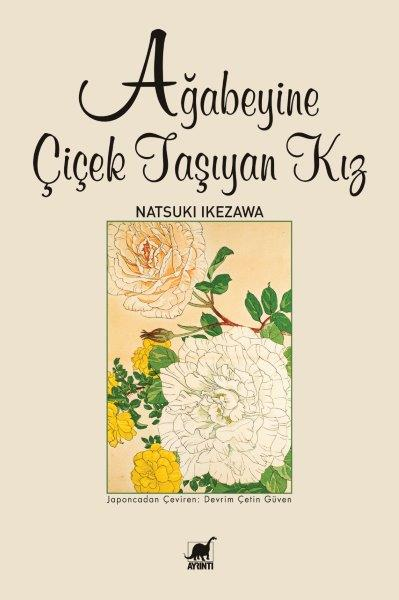 Ağabeyine
Çiçek Taşıyan Kız
NATSUKI IKEZAWA
Japoncadan Çeviren: Devrim Çetin Güven
AYRINTI